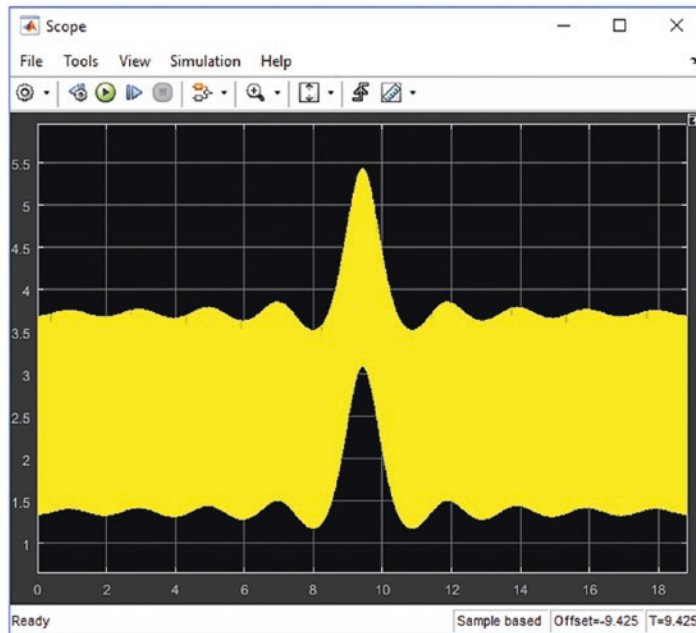 Scope
File Tools View Simulation Help
5.5
5
4.5
4
3.5
3
2.5
2
1.5
1
0 2 4 6 8 10 12 14 16 18
Ready Sample based Offset=-9.425 T=9.425